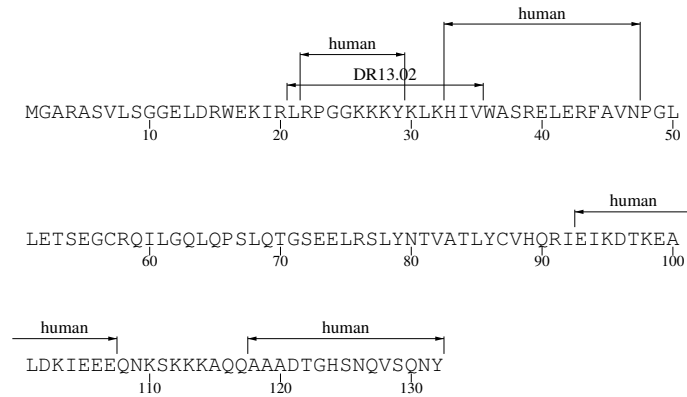 human
human
DR13.02
MGARASVLSGGELDRWEKIRLRPGGKKKYKLKHIVWASRELERFAVNPGL
10 20 30 40 50
human
LETSEGCRQILGQLQPSLQTGSEELRSLYNTVATLYCVHQRIEIKDTKEA
60 70 80 90 100
human human
LDKIEEEQNKSKKKAQQAAADTGHSNQVSQNY
110 120 130